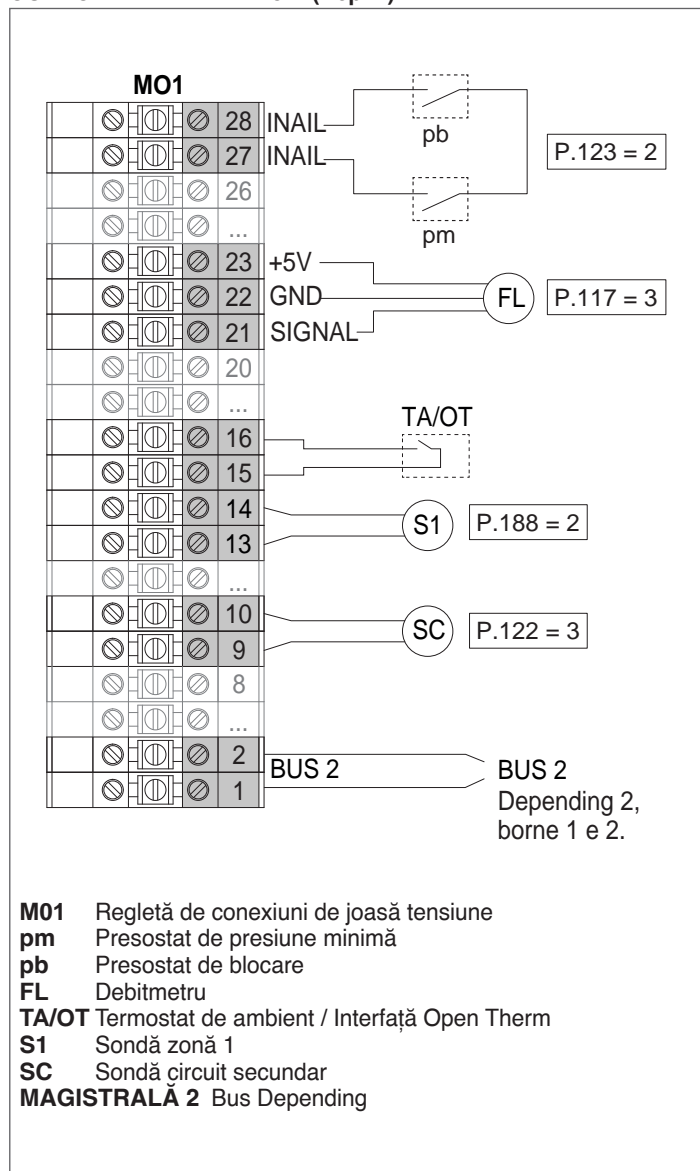 MO1
28 INAIL
pb
27 INAIL
P.123 = 2
26
pm
...
23 +5V
22 GND
FL
P.117 = 3
21 SIGNAL
20
...
TA/OT
16
15
14
S1
P.188 = 2
13
...
10
SC
P.122 = 3
9
8
...
2
BUS 2
BUS 2
1
Depending 2,
borne 1 e 2.
M01 Regletă de conexiuni de joasă tensiune
pm Presostat de presiune minimă
pb Presostat de blocare
FL Debitmetru
TA/OT Termostat de ambient / Interfață Open Therm
S1 Sondă zonă 1
SC Sondă circuit secundar
MAGISTRALĂ 2 Bus Depending